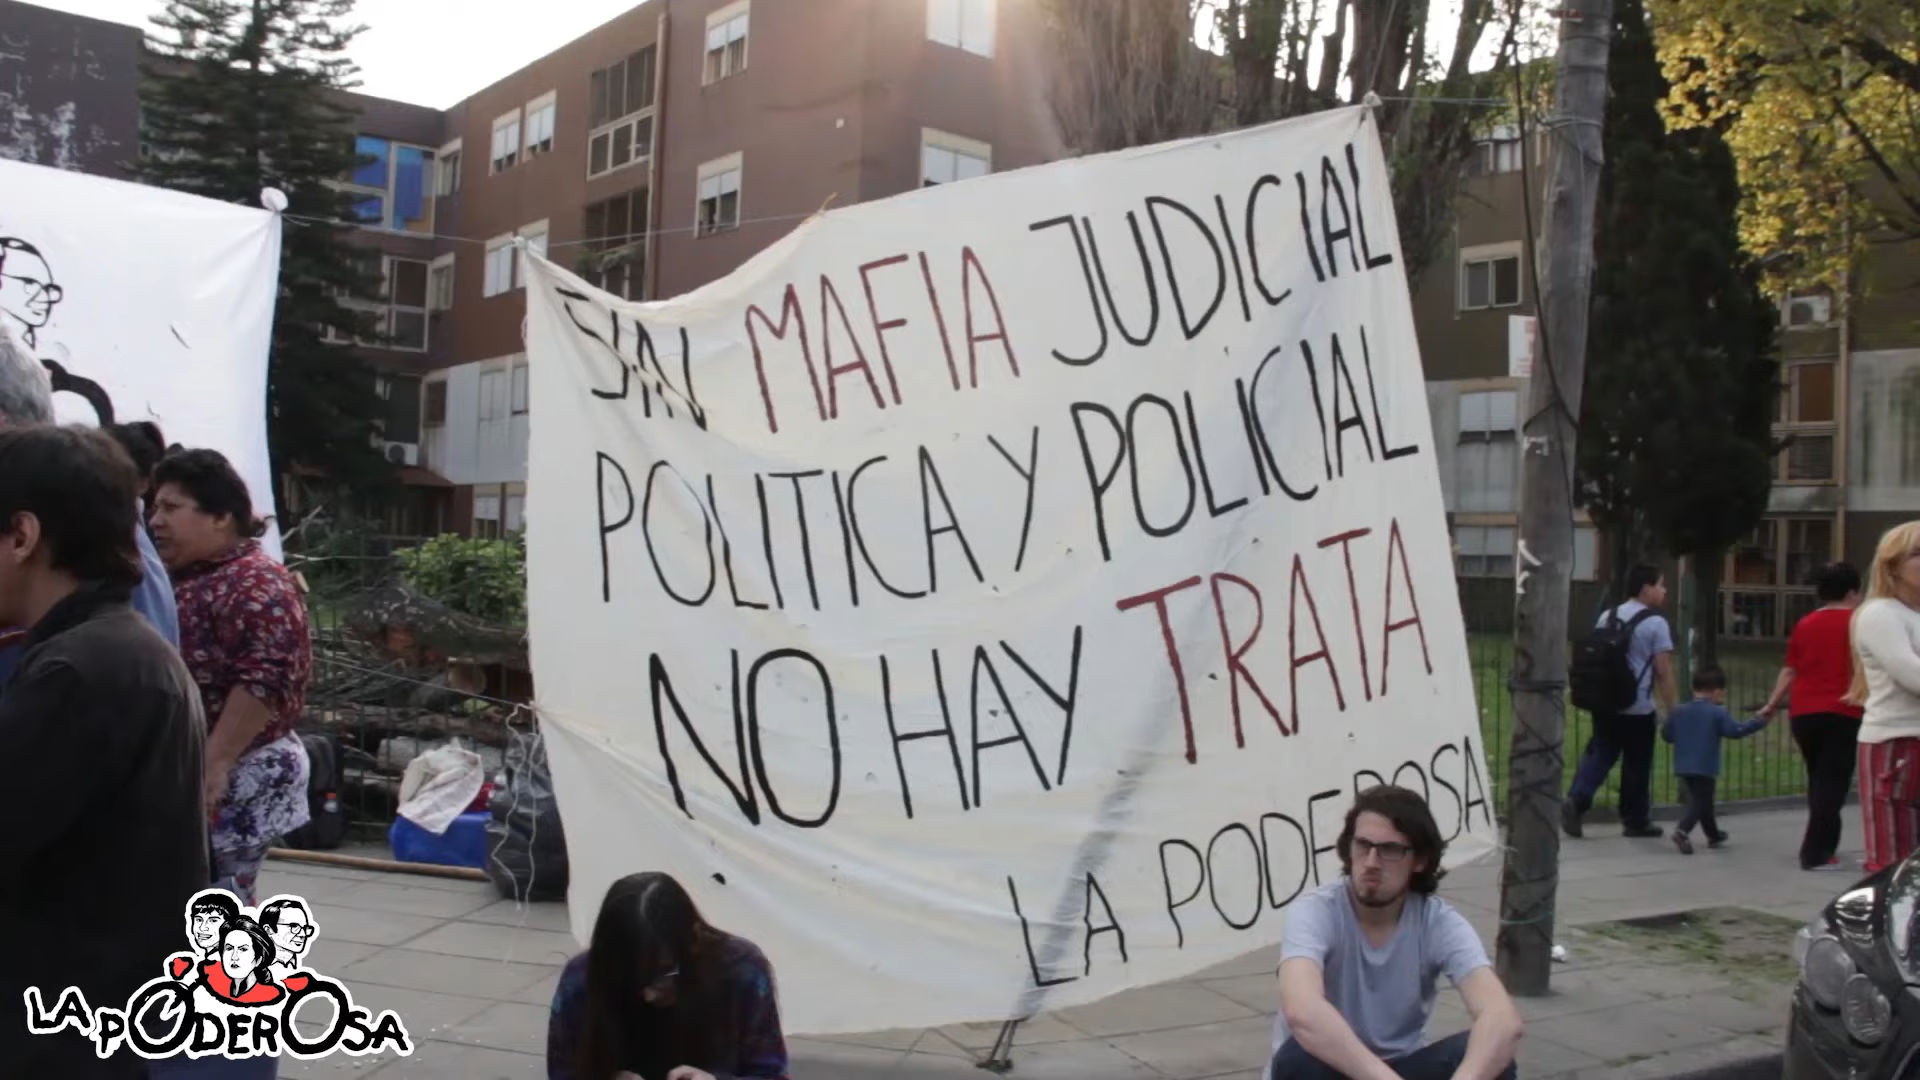 SIN MAFIA JUDICIAL
POLITICA Y POLICIAL
NO HAY TRATA
LA PODEROSA
LA PODEROSA